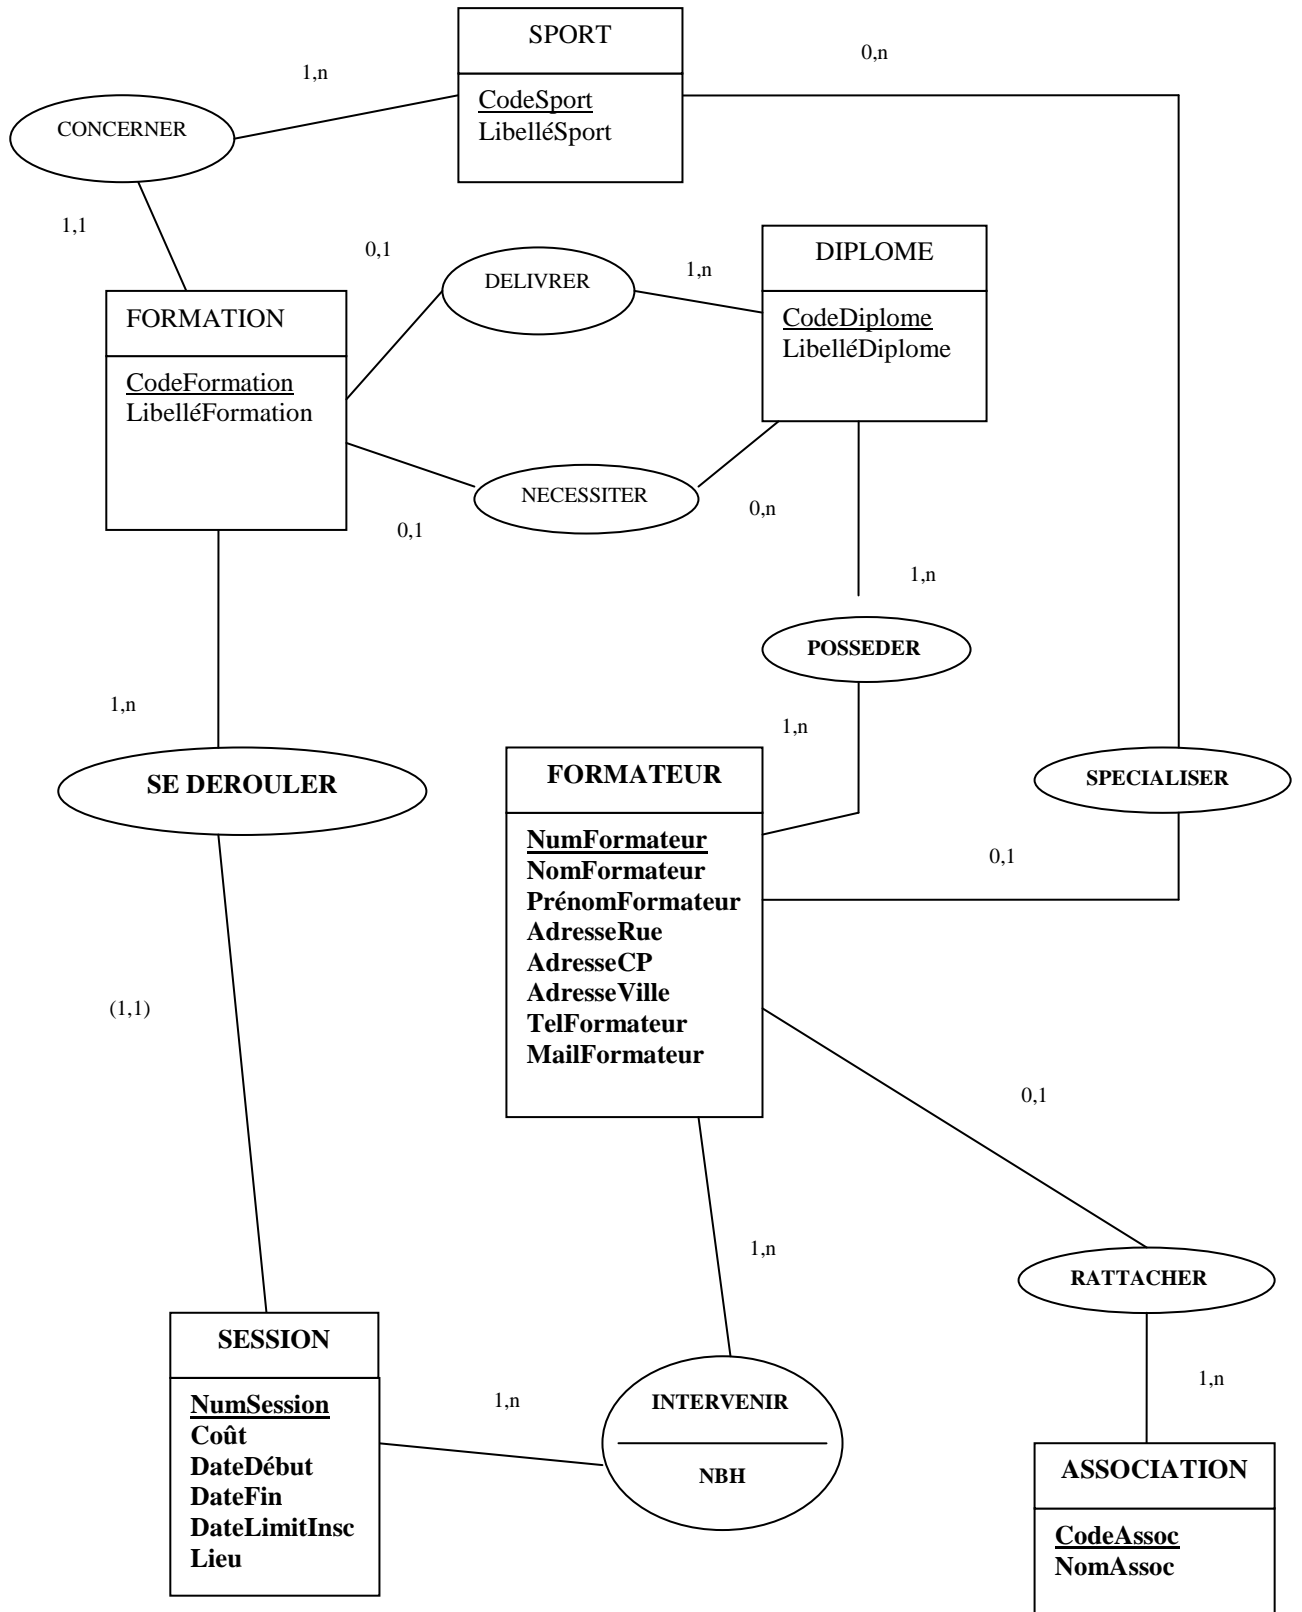 SPORT
0,n
1,n
CodeSport
LibelléSport
CONCERNER
1,1
0,1
DELIVRER
1,n
DIPLOME
CodeDiplome
LibelléDiplome
FORMATION
CodeFormation
LibelléFormation
NECESSITER
0,1
0,n
1,n
POSSEDER
1,n
1,n
SE DEROULER
FORMATEUR
SPECIALISER
NumFormateur
NomFormateur
PrénomFormateur
AdresseRue
AdresseCP
AdresseVille
TelFormateur
MailFormateur
0,1
(1,1)
0,1
1,n
RATTACHER
SESSION
NumSession
Coût
DateDébut
DateFin
DateLimitInsc
Lieu
1,n
INTERVENIR
NBH
1,n
ASSOCIATION
CodeAssoc
NomAssoc